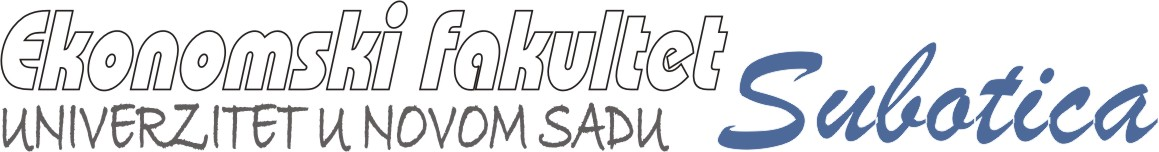 Ekonomski fakultet
UNIVERZITET U NOVOM SADU
Subotica